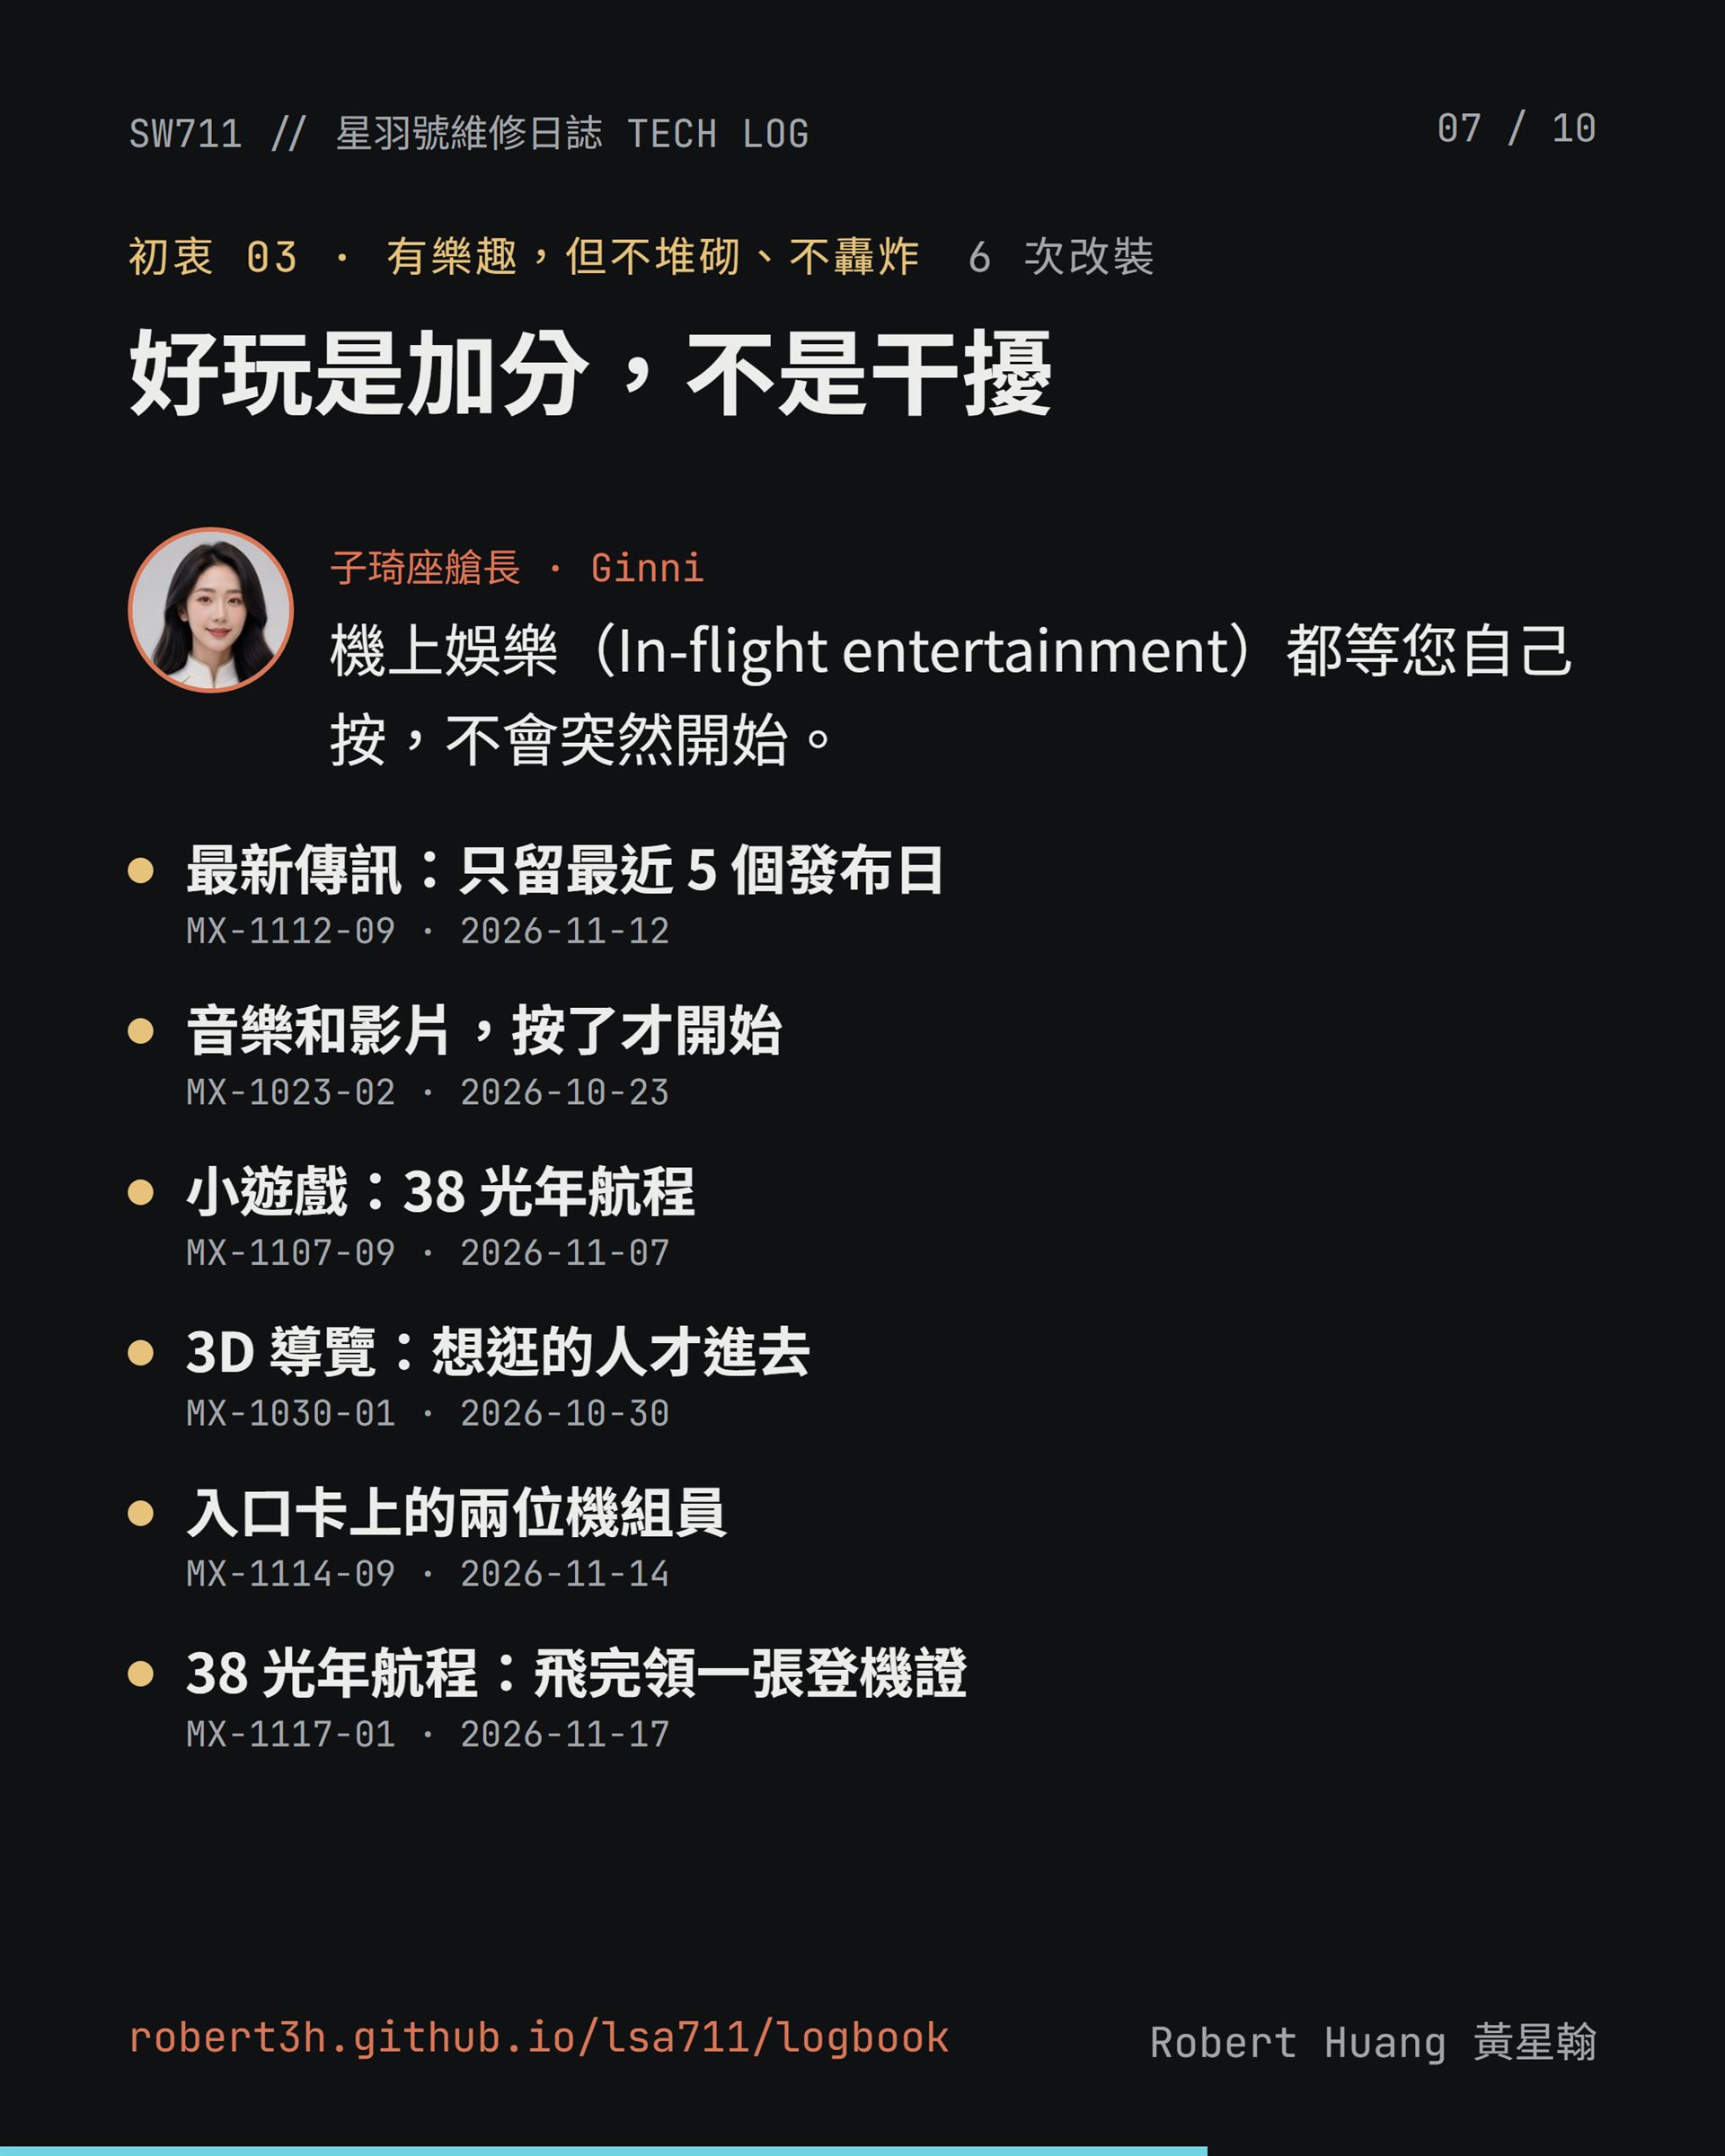 SW711 // 星羽號維修日誌 TECH LOG
07 / 10
初衷 03 · 有樂趣，但不堆砌、不轟炸 6 次改裝
好玩是加分，不是干擾
子琦座艙長 · Ginni
機上娛樂（In-flight entertainment）都等您自己
按，不會突然開始。
最新傳訊：只留最近 5 個發布日
MX-1112-09 · 2026-11-12
音樂和影片，按了才開始
MX-1023-02 · 2026-10-23
小遊戲：38 光年航程
MX-1107-09 · 2026-11-07
3D 導覽：想逛的人才進去
MX-1030-01 · 2026-10-30
入口卡上的兩位機組員
MX-1114-09 · 2026-11-14
38 光年航程：飛完領一張登機證
MX-1117-01 · 2026-11-17
robert3h.github.io/lsa711/logbook
Robert Huang 黃星翰